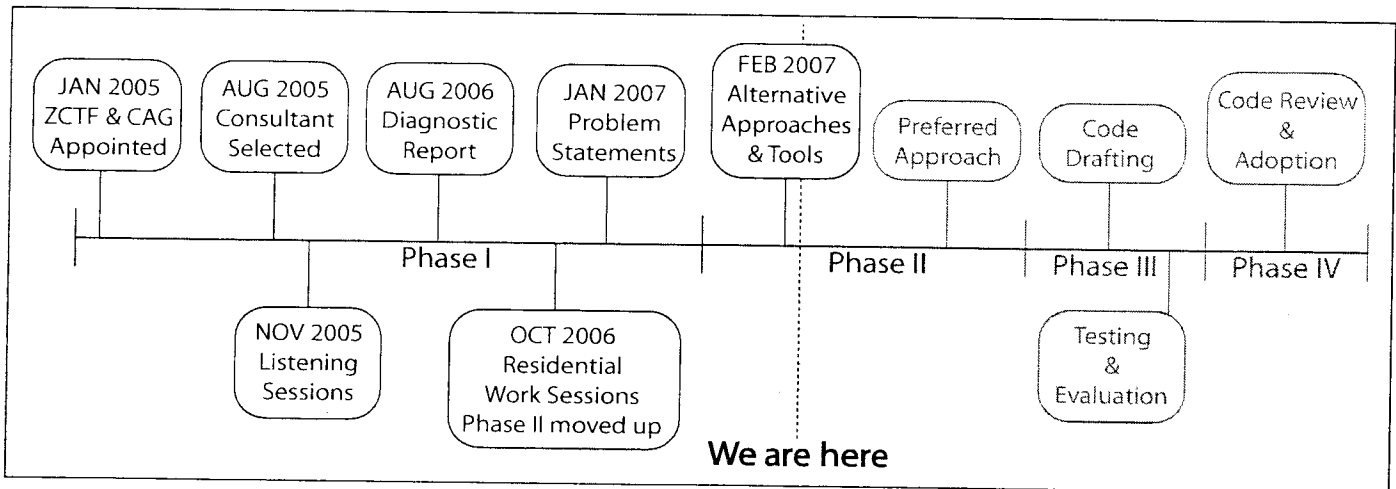 JAN 2005
ZCTF & CAG
Appointed
AUG 2005
Consultant
Selected
AUG 2006
Diagnostic
Report
JAN 2007
Problem
Statements
FEB 2007
Alternative
Approaches
& Tools
Preferred
Approach
Code
Drafting
Code Review
&
Adoption
Phase I
Phase II
Phase III
Phase IV
NOV 2005
Listening
Sessions
OCT 2006
Residential
Work Sessions
Phase II moved up
Testing
&
Evaluation
We are here